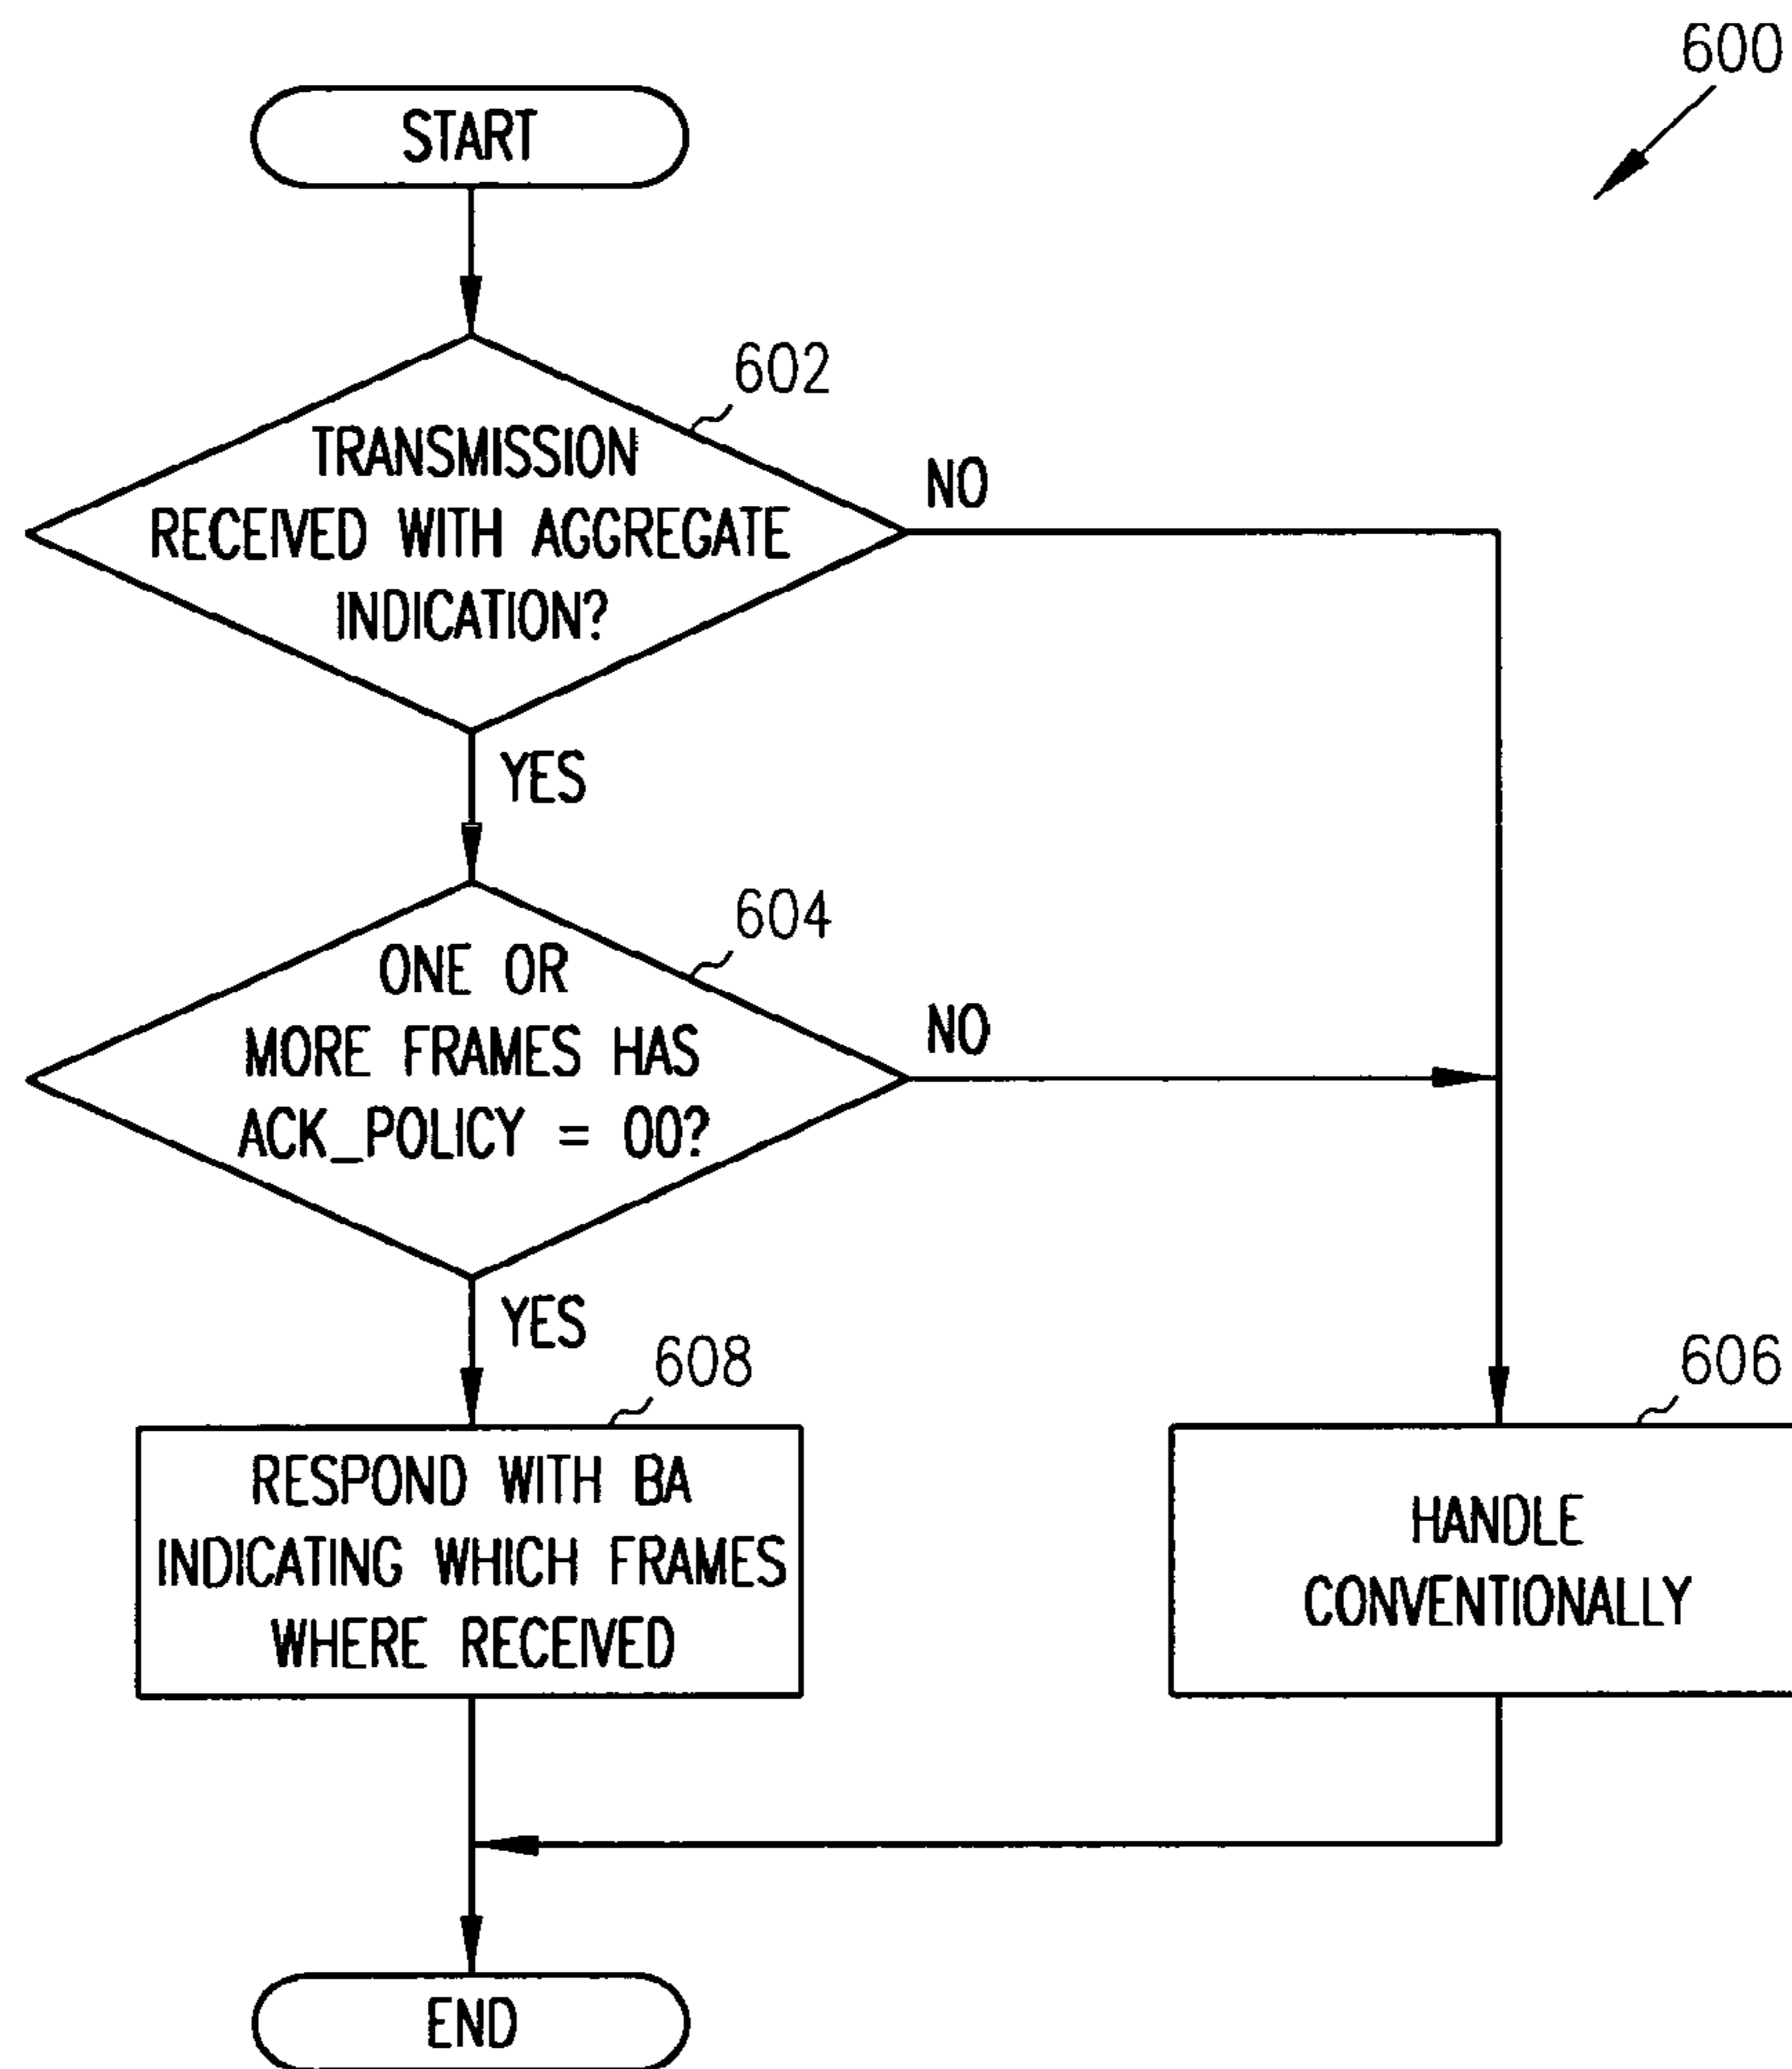 600
START
602
TRANSMISSION
RECEIVED WITH AGGREGATE
INDICATION?
NO
YES
604
ONE OR
MORE FRAMES HAS
ACK_POLICY = 00?
NO
YES
608
RESPOND WITH BA
INDICATING WHICH FRAMES
WHERE RECEIVED
606
HANDLE
CONVENTIONALLY
END